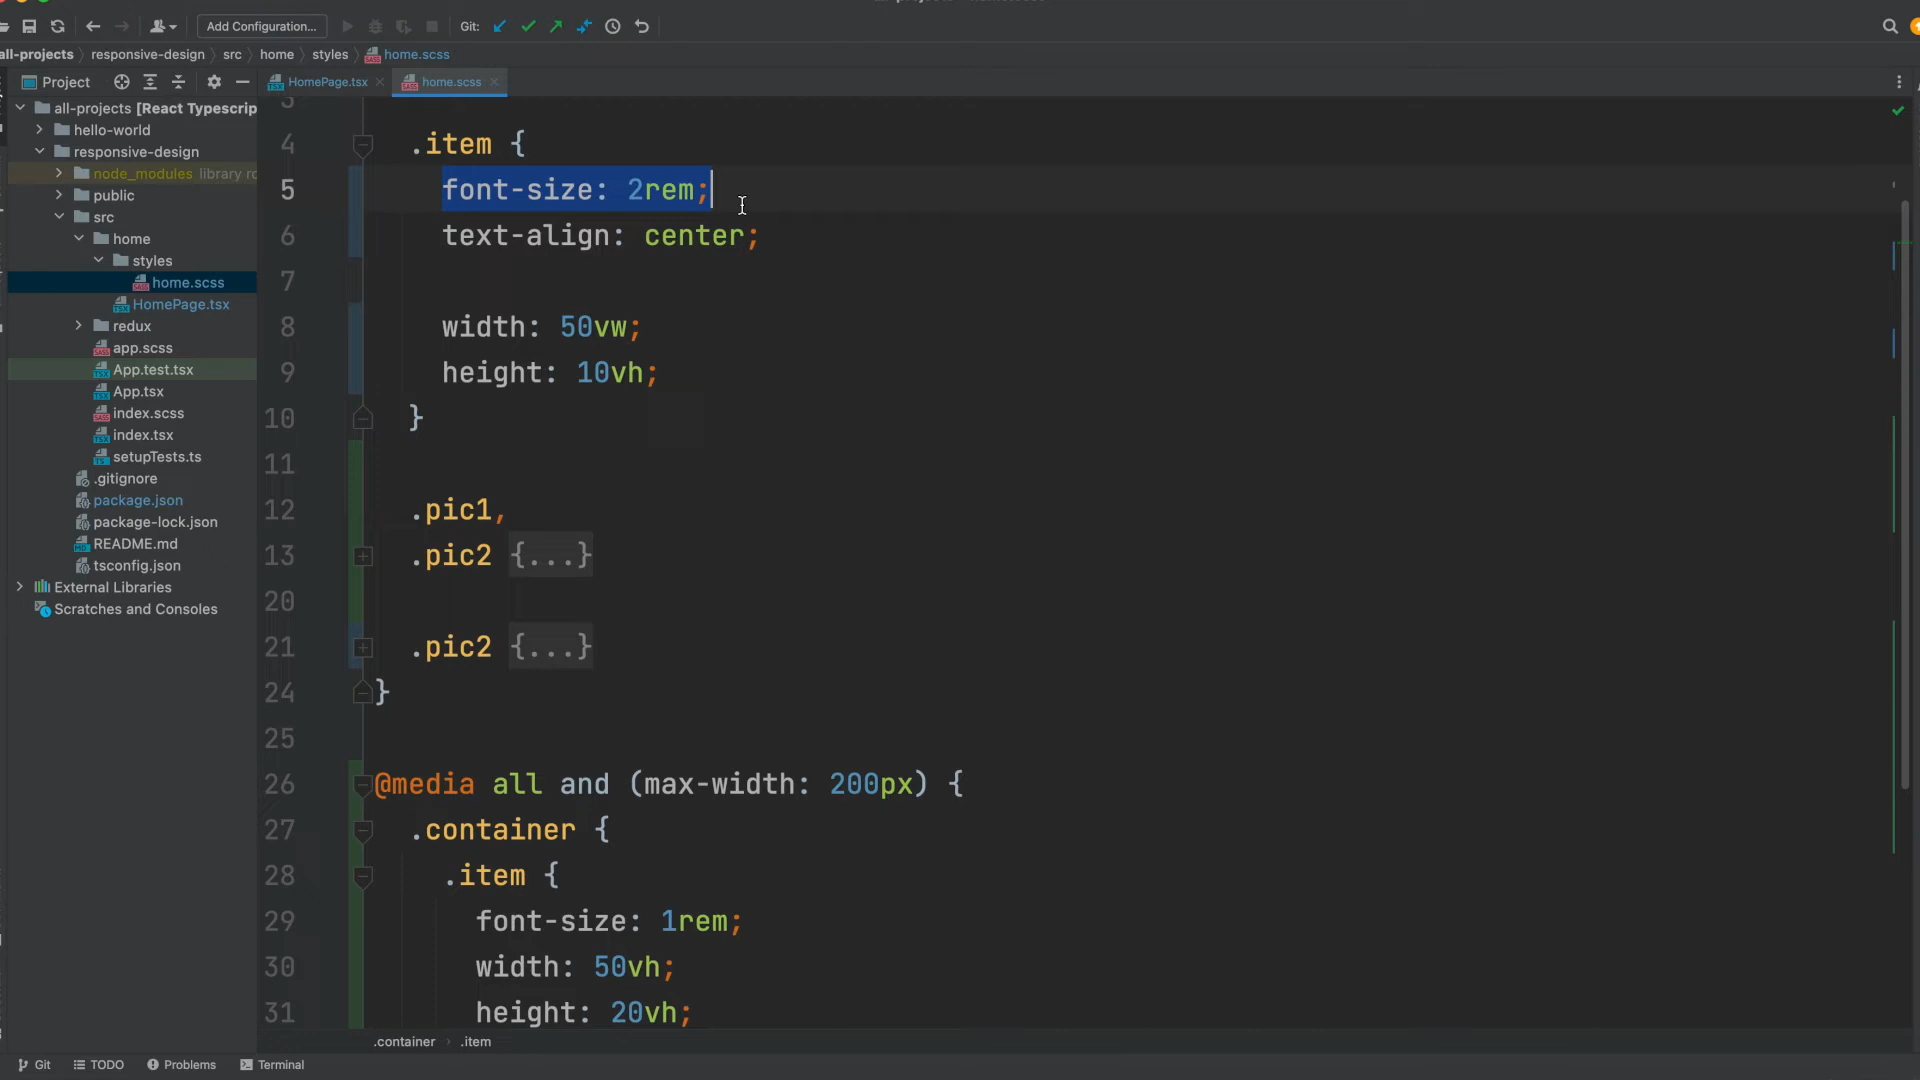 Add Configuration...
Git:
all-projects responsive-design src home styles home.scss
Project
HomePage.tsx
home.scss
all-projects [React Typescrip
hello-world
responsive-design
node_modules library ro
public
src
home
styles
home.scss
HomePage.tsx
redux
app.scss
App.test.tsx
App.tsx
index.scss
index.tsx
setupTests.ts
.gitignore
package.json
package-lock.json
README.md
tsconfig.json
External Libraries
Scratches and Consoles
3
4 .item {
5 font-size: 2rem;
6 text-align: center;
7
8 width: 50vw;
9 height: 10vh;
10 }
11
12 .pic1,
13 .pic2 {...}
20
21 .pic2 {...}
24 }
25
26 @media all and (max-width: 200px) {
27 .container {
28 .item {
29 font-size: 1rem;
30 width: 50vh;
31 height: 20vh;
.container .item
Git TODO Problems Terminal